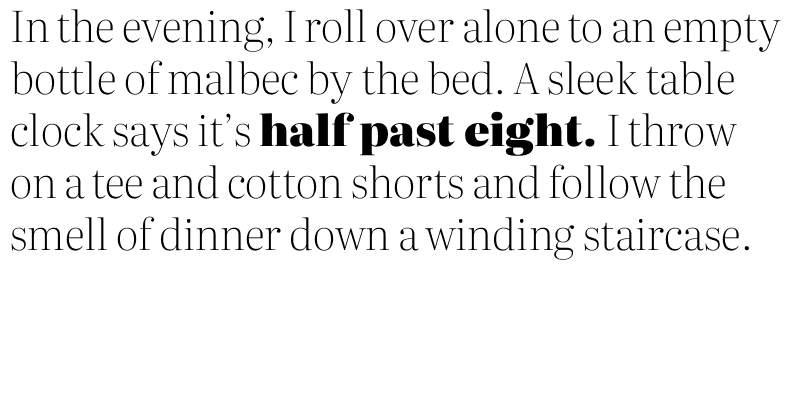 In the evening, I roll over alone to an empty
bottle of malbec by the bed. A sleek table
clock says it’s half past eight. I throw
on a tee and cotton shorts and follow the
smell of dinner down a winding staircase.